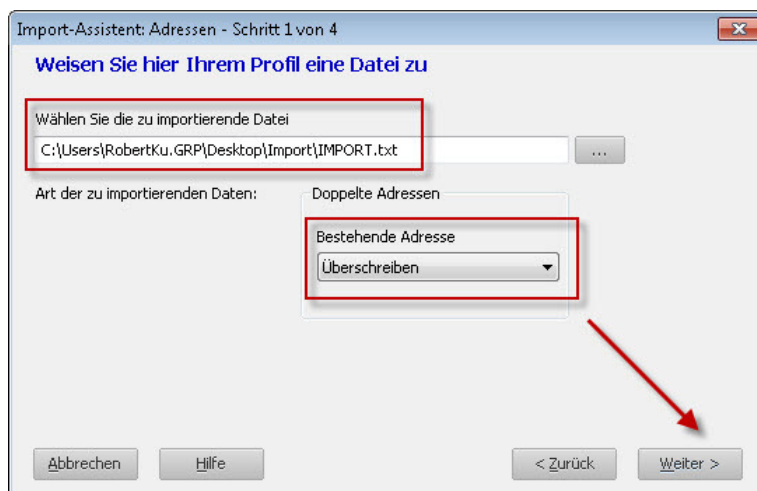 Import-Assistent: Adressen - Schritt 1 von 4
Weisen Sie hier Ihrem Profil eine Datei zu
Wählen Sie die zu importierende Datei
C:\Users\RobertKu.GRP\Desktop\Import\IMPORT.txt
...
Art der zu importierenden Daten:
Doppelte Adressen
Bestehende Adresse
Überschreiben
Abbrechen
Hilfe
< Zurück
Weiter >